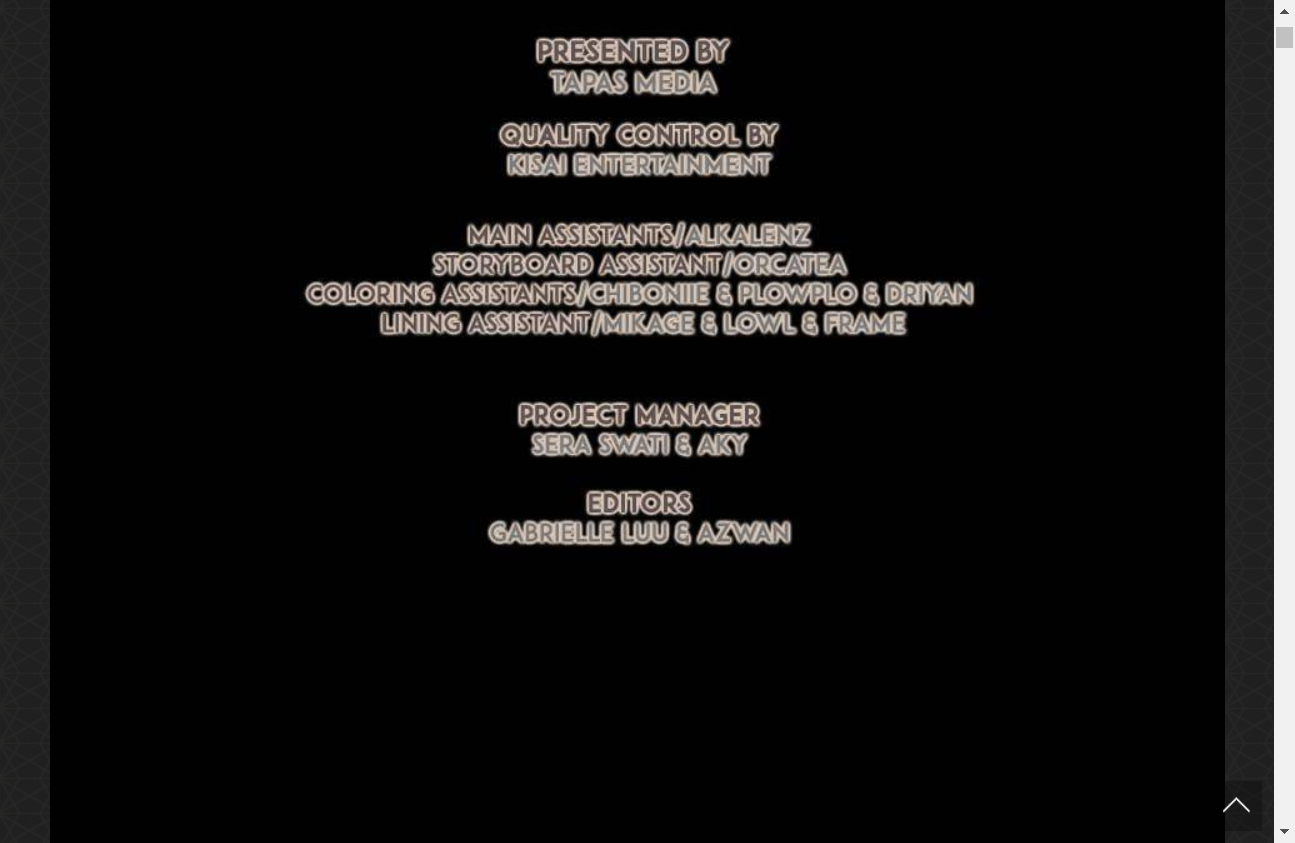 PRESENTED BY
TAPAS MEDIA
QUALITY CONTROL BY
KISAI ENTERTAINMENT
MAIN ASSISTANTS/ALKALENZ
STORYBOARD ASSISTANT/ORCATEA
COLORING ASSISTANTS/CHIBONIIE & PLOWPLO & DRIYAN
LINING ASSISTANT/MIKAGE & LOWL & FRAME
PROJECT MANAGER
SERA SWATI & AKY
EDITORS
GABRIELLE LUU & AZWAN